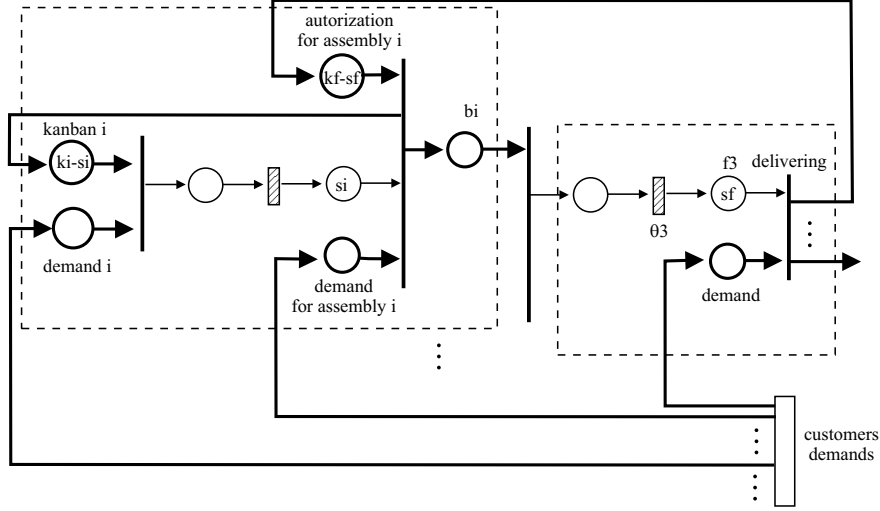 autorization
for assembly i
kf-sf
bi
kanban i
ki-si
si
f3
delivering
sf
θ3
demand i
demand
for assembly i
demand
customers
demands